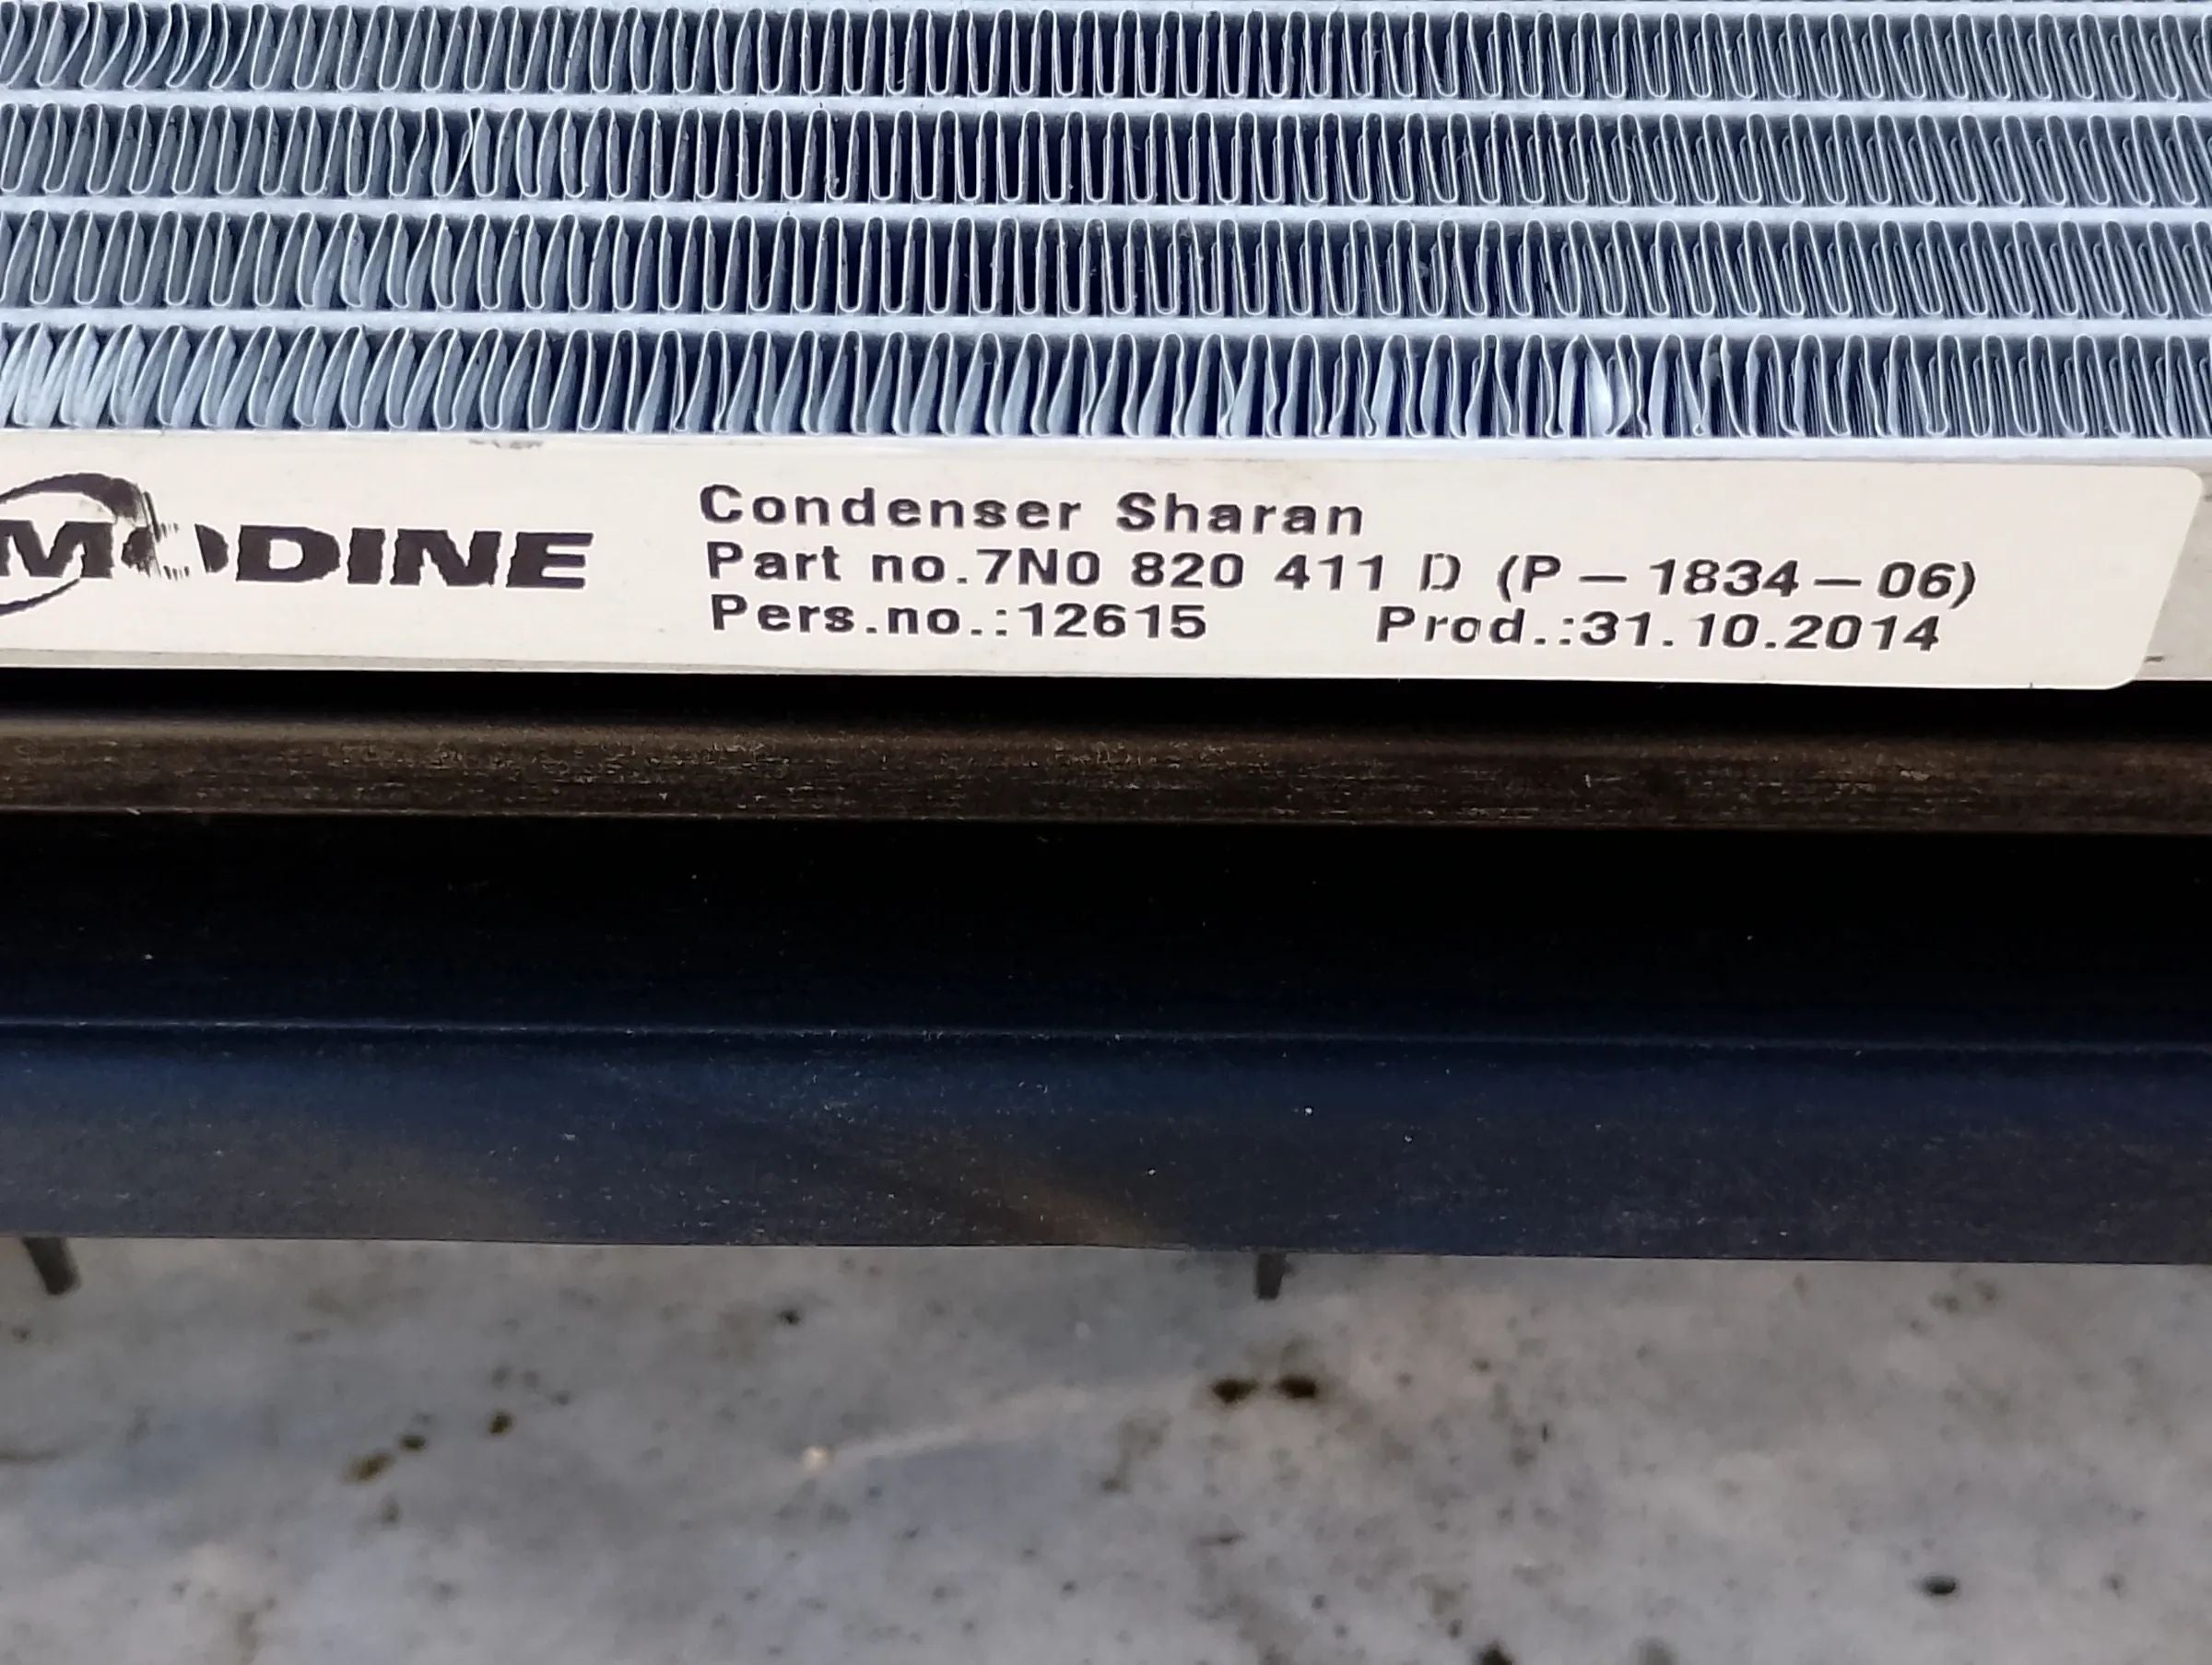 MODINE
Condenser Sharan
Part no.7N0 820 411 D (P-1834-06)
Pers.no.:12615 Prod.:31.10.2014